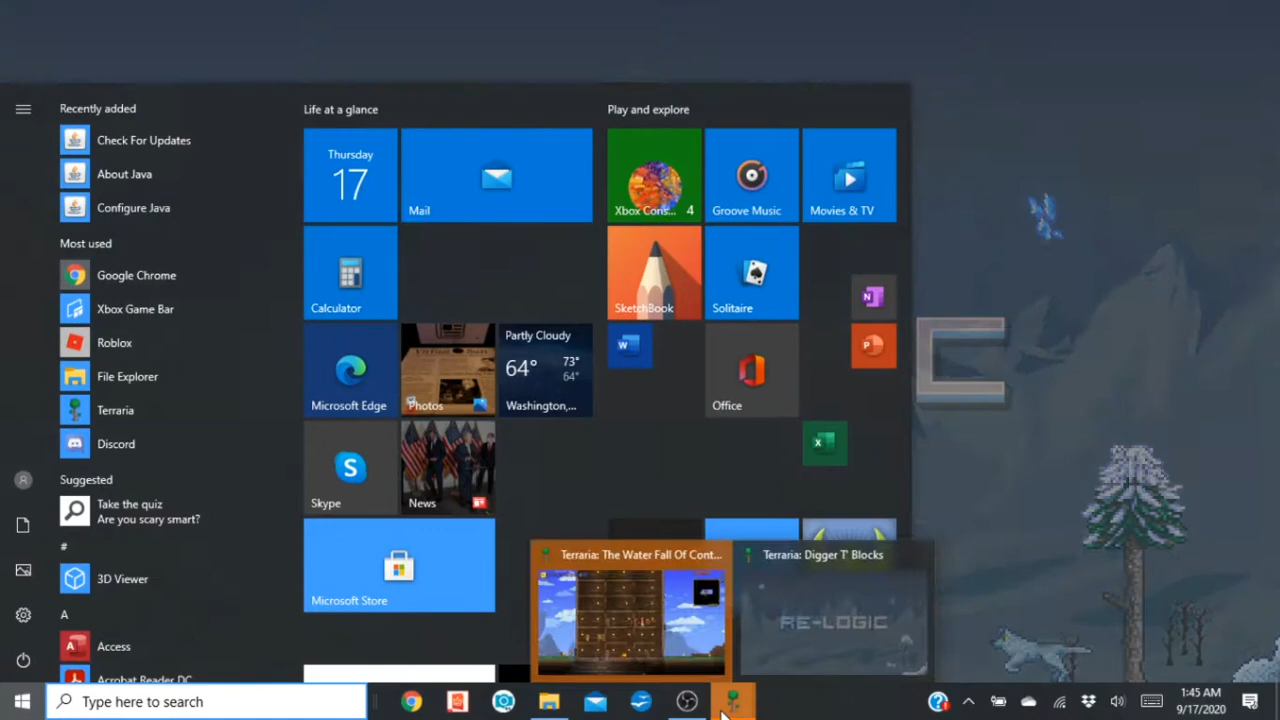 Recently added
Check For Updates
About Java
Configure Java
Most used
Google Chrome
Xbox Game Bar
Roblox
File Explorer
Terraria
Discord
Suggested
Take the quiz
Are you scary smart?
#
3D Viewer
A
Access
Acrobat Reader DC
Life at a glance
Thursday
17
Mail
Calculator
Microsoft Edge
Photos
Partly Cloudy
64° 73°
64°
Washington,...
Skype
News
Microsoft Store
Play and explore
Xbox Cons... 4
Groove Music
Movies & TV
SketchBook
Solitaire
N
W
Office
P
X
Terraria: The Water Fall Of Cont...
Terraria: Digger T' Blocks
RE-LOGIC
C
Type here to search
1:45 AM
9/17/2020